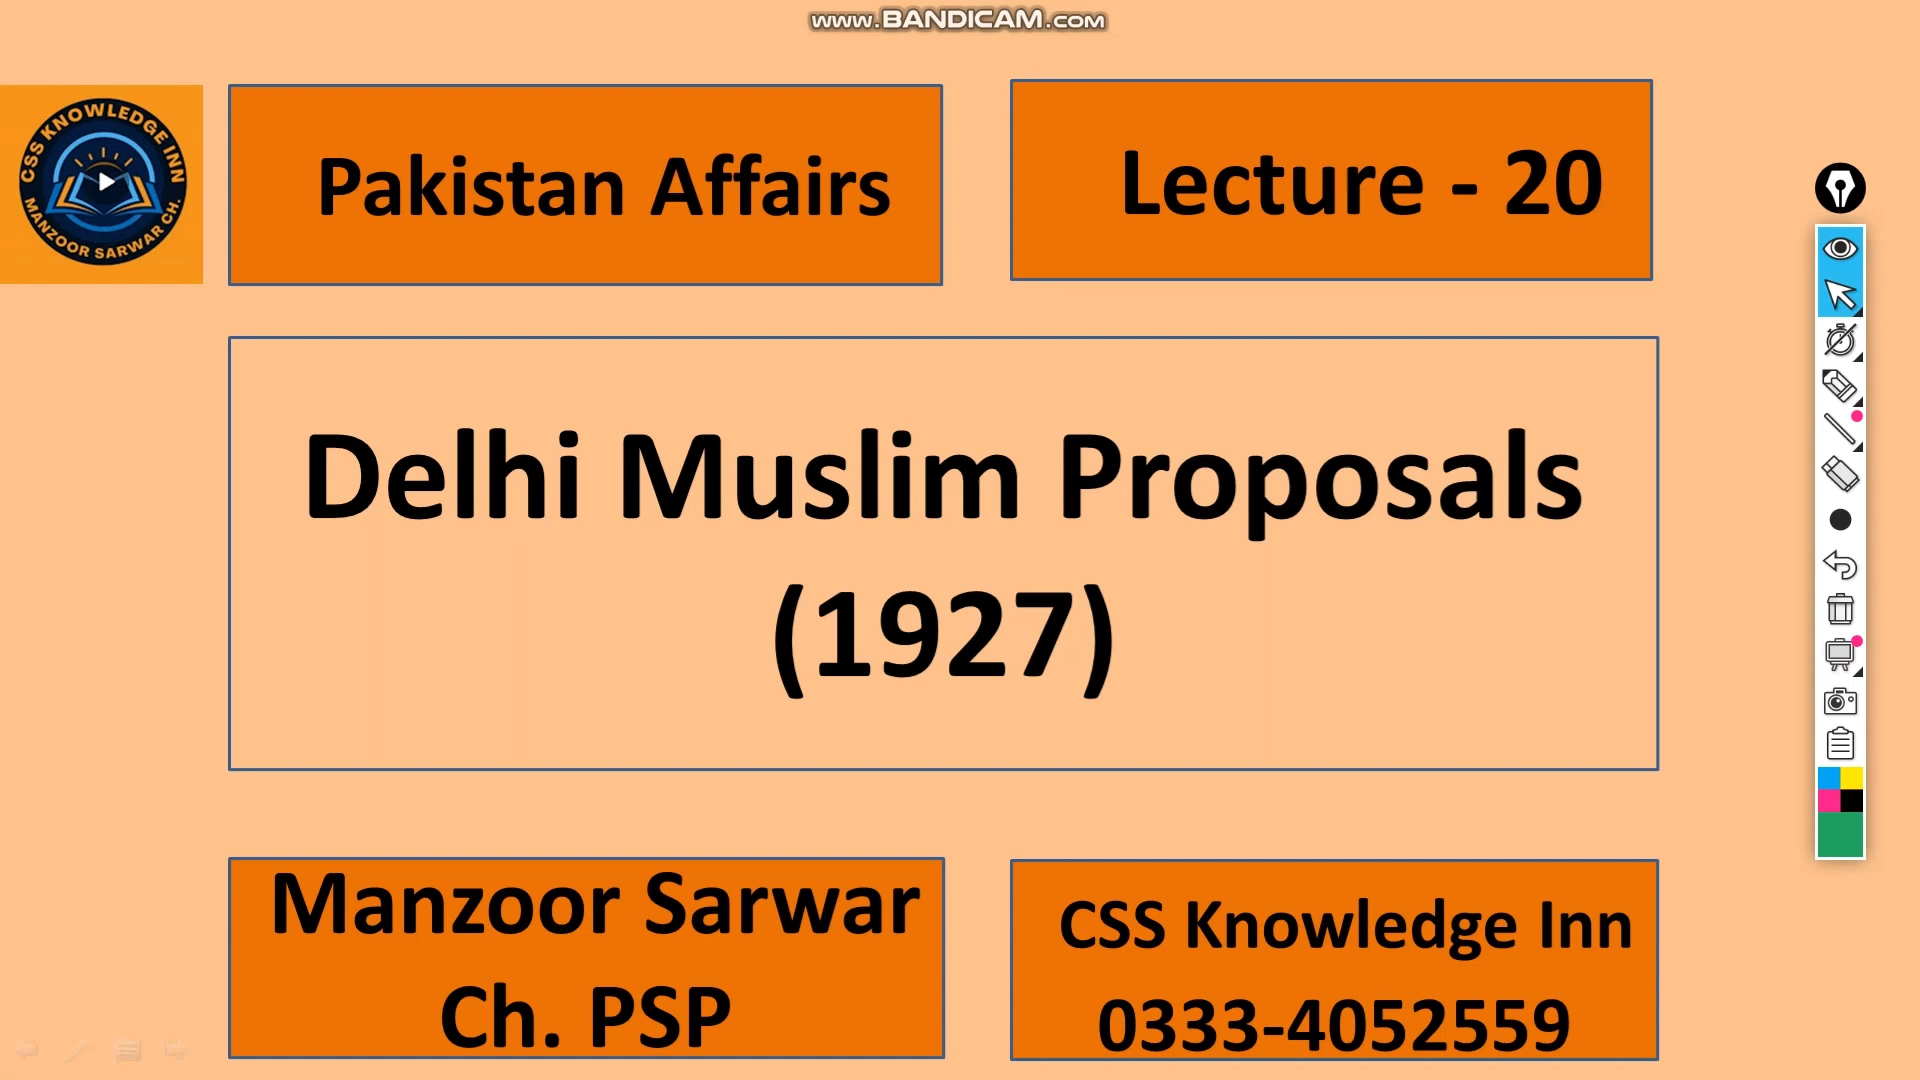 www.BANDICAM.com
CSS KNOWLEDGE INN
MANZOOR SARWAR CH.
Pakistan Affairs
Lecture - 20
Delhi Muslim Proposals
(1927)
Manzoor Sarwar
Ch. PSP
CSS Knowledge Inn
0333-4052559